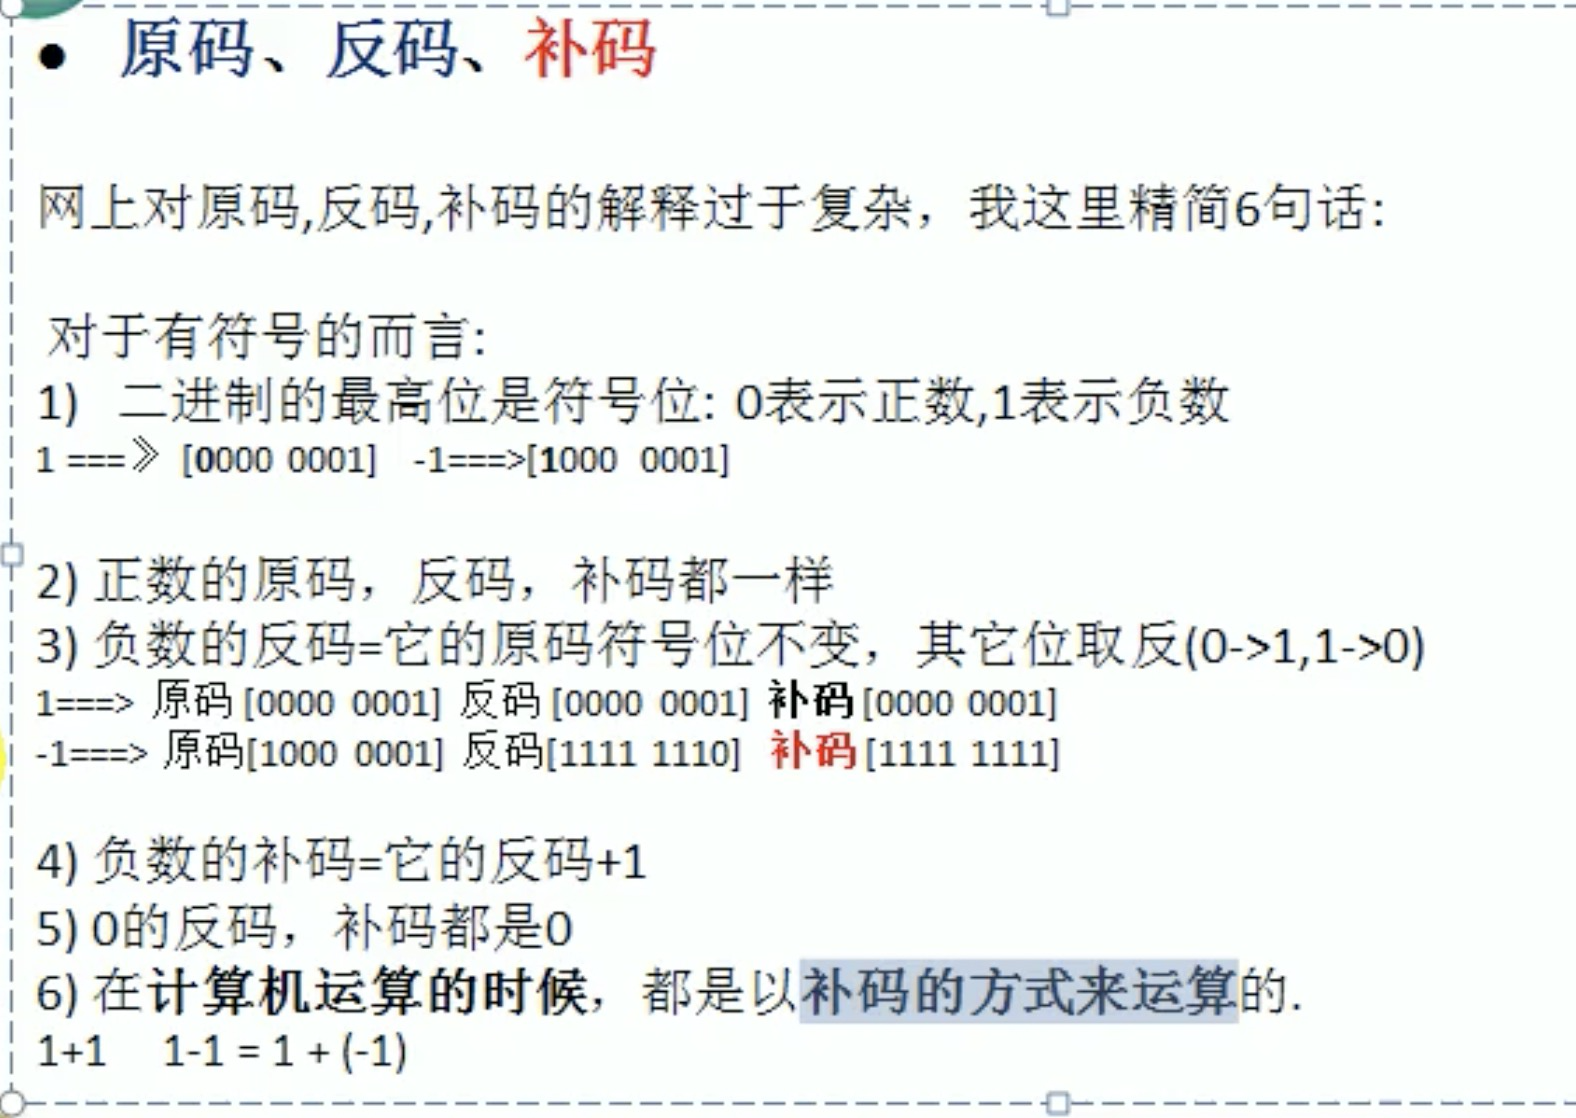 • 原码、反码、补码
网上对原码,反码,补码的解释过于复杂，我这里精简6句话:
对于有符号的而言:
1) 二进制的最高位是符号位: 0表示正数,1表示负数
1 ===》 [0000 0001] -1===>[1000 0001]
2) 正数的原码，反码，补码都一样
3) 负数的反码=它的原码符号位不变，其它位取反(0->1,1->0)
1===> 原码 [0000 0001] 反码 [0000 0001] 补码 [0000 0001]
-1===> 原码[1000 0001] 反码[1111 1110] 补码 [1111 1111]
4) 负数的补码=它的反码+1
5) 0的反码，补码都是0
6) 在计算机运算的时候，都是以补码的方式来运算的.
1+1 1-1 = 1 + (-1)